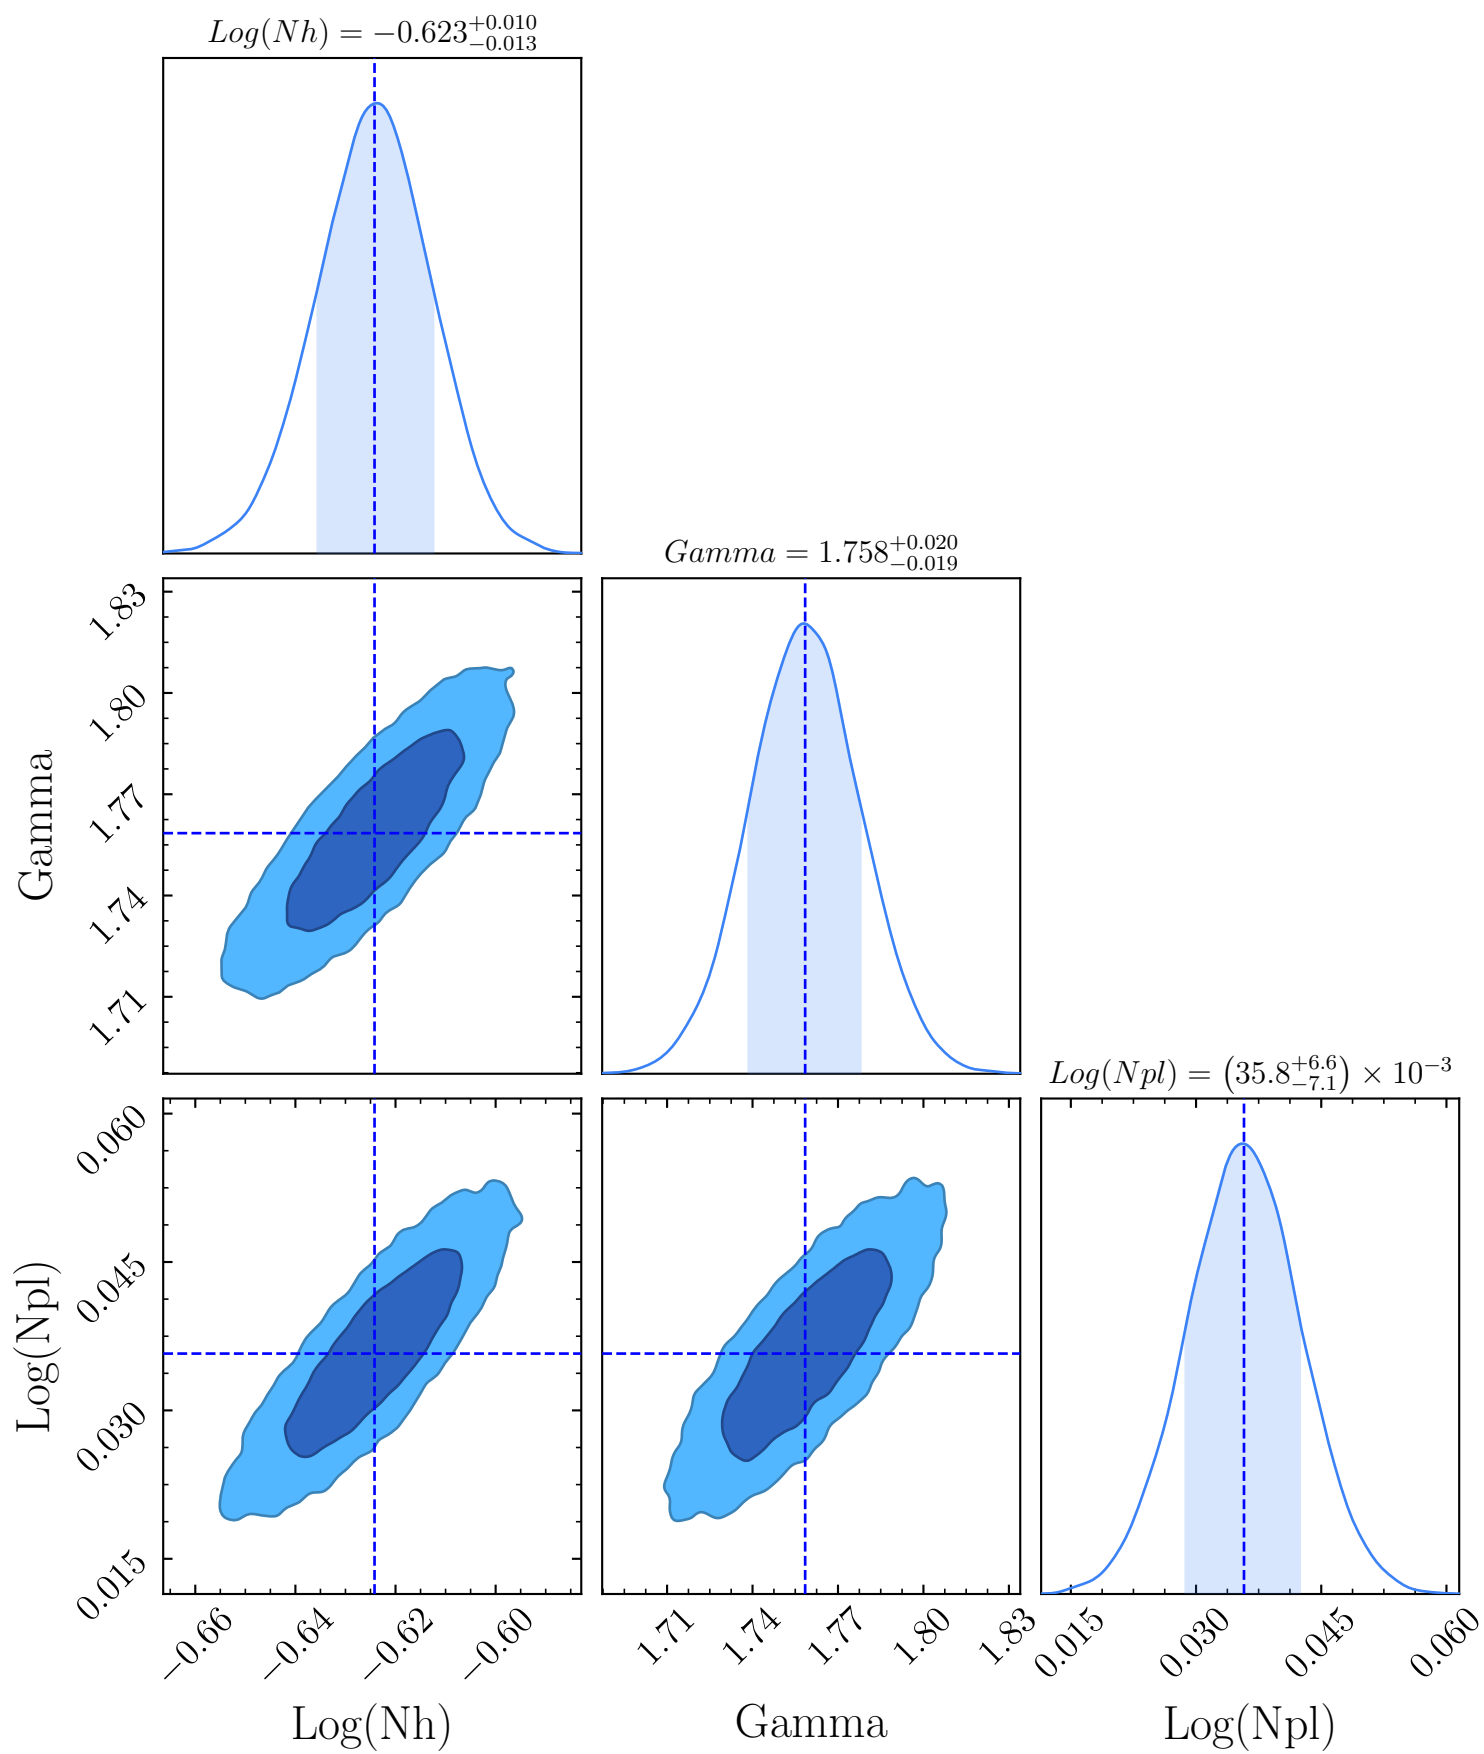 Log(Nh) = −0.623 +0.010 −0.013
Gamma = 1.758 +0.020 −0.019
1.83
1.80
1.77
1.74
1.71
Gamma
Log(Npl) = (35.8 +6.6 −7.1) × 10−3
0.060
0.045
0.030
0.015
Log(Npl)
−0.66 −0.64 −0.62 −0.60
1.71 1.74 1.77 1.80 1.83
0.015 0.030 0.045 0.060
Log(Nh)
Gamma
Log(Npl)